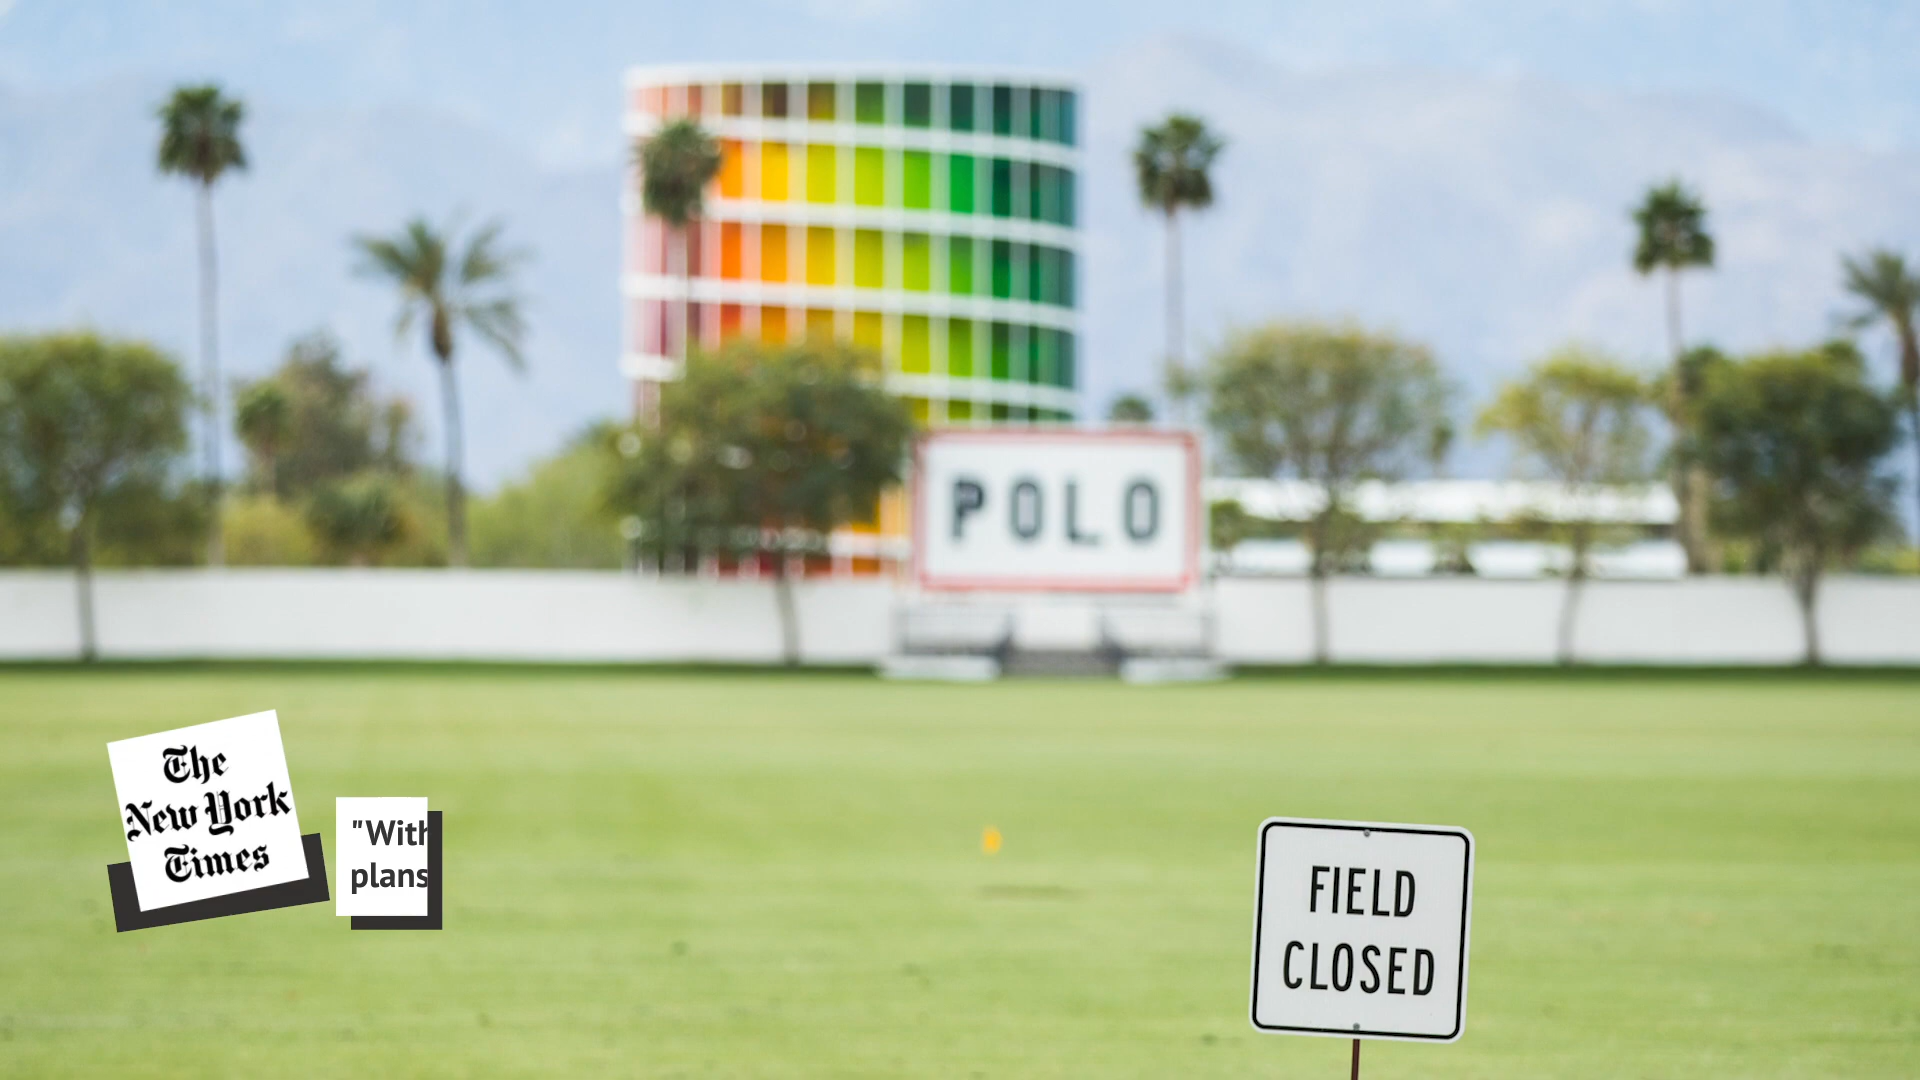 POLO
The
New York
Times
"With
plans
FIELD
CLOSED